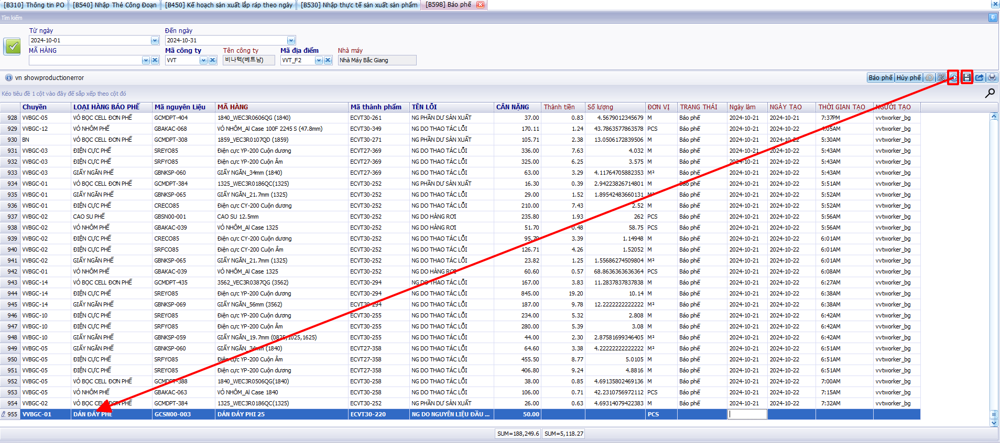 [B310] Thông tin PO [B540] Nhập Thẻ Công Đoạn [B450] Kế hoạch sản xuất lắp ráp theo ngày [B530] Nhập thực tế sản xuất sản phẩm [B598] Báo phế
Tìm kiếm
Từ ngày Đến ngày
2024-10-01 2024-10-31
MÃ HÀNG Mã công ty Tên công ty Mã địa điểm Nhà máy
VVT 비나텍(베트남) VVT_F2 Nhà Máy Bắc Giang
vn showproductionerror Báo phế Hủy phế
Kéo tiêu đề 1 cột vào đây để sắp xếp theo cột đó
Chuyền LOẠI HÀNG BÁO PHẾ Mã nguyên Liệu MÃ HÀNG Mã thành phẩm TÊN LỖI CÂN NẶNG Thành tiền Số lượng ĐƠN VỊ TRẠNG THÁI Ngày làm NGÀY TẠO THỜI GIAN TẠO NGƯỜI TẠO
928 VVBGC-05 VỎ BỌC CELL ĐƠN PHẾ GCMDPT-404 1840_WEC3R0606QG (1840) ECVT30-261 NG PHẦN DƯ SẢN XUẤT 37.00 0.83 4.5679012345679 M Báo phế 2024-10-21 2024-10-21 7:37PM vvtworker_bg
929 VVBGC-12 VỎ NHÔM PHẾ GBAKAC-068 VỎ NHÔM_Al Case 100F 2245 S (47.8mm) ECVT30-349 NG DO THAO TÁC LỖI 170.11 1.24 43.7863577863578 PCS Báo phế 2024-10-21 2024-10-22 4:05AM vvtworker_bg
930 BN VỎ BỌC CELL ĐƠN PHẾ GCMDPT-308 1859_VEC3R0107QD (1859) ECVT30-271 NG PHẦN DƯ SẢN XUẤT 105.71 2.38 13.0506172839506 M Báo phế 2024-10-21 2024-10-22 5:30AM vvtworker_bg
931 VVBGC-03 ĐIỆN CỰC PHẾ SREYO85 Điện cực YP-200 Cuộn dương ECVT27-369 NG DO THAO TÁC LỖI 336.00 7.63 4.032 M Báo phế 2024-10-21 2024-10-22 5:43AM vvtworker_bg
932 VVBGC-03 ĐIỆN CỰC PHẾ SRFYO85 Điện cực YP-200 Cuộn Âm ECVT27-369 NG DO THAO TÁC LỖI 325.00 6.25 3.575 M Báo phế 2024-10-21 2024-10-22 5:43AM vvtworker_bg
933 VVBGC-03 GIẤY NGĂN PHẾ GBNKSP-060 GIẤY NGĂN_34mm (1840) ECVT27-369 NG DO THAO TÁC LỖI 63.00 3.29 4.11764705882353 M² Báo phế 2024-10-21 2024-10-22 5:43AM vvtworker_bg
934 VVBGC-01 VỎ BỌC CELL ĐƠN PHẾ GCMDPT-384 1325_WEC3R0186QC(1325) ECVT30-252 NG PHẦN DƯ SẢN XUẤT 16.30 0.39 2.94223826714801 M Báo phế 2024-10-21 2024-10-22 5:51AM vvtworker_bg
935 VVBGC-01 GIẤY NGĂN PHẾ GBNKSP-065 GIẤY NGĂN_21.7mm (1325) ECVT30-252 NG DO THAO TÁC LỖI 29.00 1.52 1.89542483660131 M² Báo phế 2024-10-21 2024-10-22 5:52AM vvtworker_bg
936 VVBGC-01 ĐIỆN CỰC PHẾ CRECO85 Điện cực CY-200 Cuộn dương ECVT30-252 NG DO THAO TÁC LỖI 210.00 7.43 2.52 M Báo phế 2024-10-21 2024-10-22 5:52AM vvtworker_bg
937 VVBGC-02 CAO SU PHẾ GBSN00-001 CAO SU 12.5mm ECVT30-252 NG DO HÀNG RƠI 235.80 1.93 262 PCS Báo phế 2024-10-21 2024-10-22 5:56AM vvtworker_bg
938 VVBGC-02 VỎ NHÔM PHẾ GBAKAC-039 VỎ NHÔM_Al Case 1325 ECVT30-252 NG DO HÀNG RƠI 51.70 0.48 58.75 PCS Báo phế 2024-10-21 2024-10-22 5:56AM vvtworker_bg
939 VVBGC-02 ĐIỆN CỰC PHẾ CRECO85 Điện cực CY-200 Cuộn dương ECVT30-252 NG DO THAO TÁC LỖI 95.79 3.39 1.14948 M Báo phế 2024-10-21 2024-10-22 6:01AM vvtworker_bg
940 VVBGC-02 ĐIỆN CỰC PHẾ SRFCO85 Điện cực CY-200 Cuộn Âm ECVT30-252 NG DO THAO TÁC LỖI 126.71 4.26 1.52052 M Báo phế 2024-10-21 2024-10-22 6:01AM vvtworker_bg
941 VVBGC-02 GIẤY NGĂN PHẾ GBNKSP-065 GIẤY NGĂN_21.7mm (1325) ECVT30-252 NG DO THAO TÁC LỖI 23.82 1.25 1.55686274509804 M² Báo phế 2024-10-21 2024-10-22 6:01AM vvtworker_bg
942 VVBGC-01 VỎ NHÔM PHẾ GBAKAC-039 VỎ NHÔM_Al Case 1325 ECVT30-252 NG DO HÀNG RƠI 60.60 0.57 68.8636363636364 PCS Báo phế 2024-10-21 2024-10-22 6:08AM vvtworker_bg
943 VVBGC-14 VỎ BỌC CELL ĐƠN PHẾ GCMDPT-435 3562_VEC3R0387QG (3562) ECVT30-294 NG DO THAO TÁC LỖI 167.00 3.83 11.2837837837838 M Báo phế 2024-10-21 2024-10-22 6:27AM vvtworker_bg
944 VVBGC-14 ĐIỆN CỰC PHẾ SREYO85 Điện cực YP-200 Cuộn dương ECVT30-294 NG DO THAO TÁC LỖI 845.00 19.20 10.14 M Báo phế 2024-10-21 2024-10-22 6:38AM vvtworker_bg
945 VVBGC-14 GIẤY NGĂN PHẾ GBNKSP-069 GIẤY NGĂN_56mm (3562) ECVT30-294 NG DO THAO TÁC LỖI 187.00 9.78 12.2222222222222 M² Báo phế 2024-10-21 2024-10-22 6:38AM vvtworker_bg
946 VVBGC-10 ĐIỆN CỰC PHẾ SREYO85 Điện cực YP-200 Cuộn dương ECVT30-255 NG DO THAO TÁC LỖI 234.00 5.32 2.808 M Báo phế 2024-10-21 2024-10-22 6:42AM vvtworker_bg
947 VVBGC-10 ĐIỆN CỰC PHẾ SRFYO85 Điện cực YP-200 Cuộn Âm ECVT30-255 NG DO THAO TÁC LỖI 280.00 5.39 3.08 M Báo phế 2024-10-21 2024-10-22 6:42AM vvtworker_bg
948 VVBGC-10 GIẤY NGĂN PHẾ GBNKSP-059 GIẤY NGĂN_19.7mm (0825,1025,1625) ECVT30-255 NG DO THAO TÁC LỖI 44.00 2.30 2.87581699346405 M² Báo phế 2024-10-21 2024-10-22 6:42AM vvtworker_bg
949 VVBGC-05 GIẤY NGĂN PHẾ GBNKSP-060 GIẤY NGĂN_34mm (1840) ECVT27-358 NG DO THAO TÁC LỖI 64.60 3.38 4.22222222222222 M² Báo phế 2024-10-21 2024-10-22 6:51AM vvtworker_bg
950 VVBGC-05 ĐIỆN CỰC PHẾ SRFYO85 Điện cực YP-200 Cuộn Âm ECVT27-358 NG DO THAO TÁC LỖI 455.50 8.77 5.0105 M Báo phế 2024-10-21 2024-10-22 6:51AM vvtworker_bg
951 VVBGC-05 ĐIỆN CỰC PHẾ SREYO85 Điện cực YP-200 Cuộn dương ECVT27-358 NG DO THAO TÁC LỖI 406.80 9.24 4.8816 M Báo phế 2024-10-21 2024-10-22 6:51AM vvtworker_bg
952 VVBGC-05 VỎ BỌC CELL ĐƠN PHẾ GCMDPT-388 1840_WEC3R0506QG(1840) ECVT30-258 NG DO THAO TÁC LỖI 38.00 0.85 4.69135802469136 M Báo phế 2024-10-21 2024-10-22 7:00AM vvtworker_bg
953 VVBGC-05 VỎ NHÔM PHẾ GBAKAC-063 VỎ NHÔM_Al Case 1840 ECVT30-258 NG DO THAO TÁC LỖI 106.00 0.71 42.2310756972112 PCS Báo phế 2024-10-21 2024-10-22 7:15AM vvtworker_bg
954 VVBGC-02 VỎ BỌC CELL ĐƠN PHẾ GCMDPT-384 1325_WEC3R0186QC(1325) ECVT30-252 NG PHẦN DƯ SẢN XUẤT 26.00 0.63 4.69314079422383 M Báo phế 2024-10-21 2024-10-22 7:32AM vvtworker_bg
955 VVBGC-01 DÁN ĐÁY PHẾ GCSN00-003 DÁN ĐÁY PHI 25 ECVT30-220 NG DO NGUYÊN LIỆU ĐẦU ... 50.00 PCS
SUM=188,249.6 SUM=5,118.27